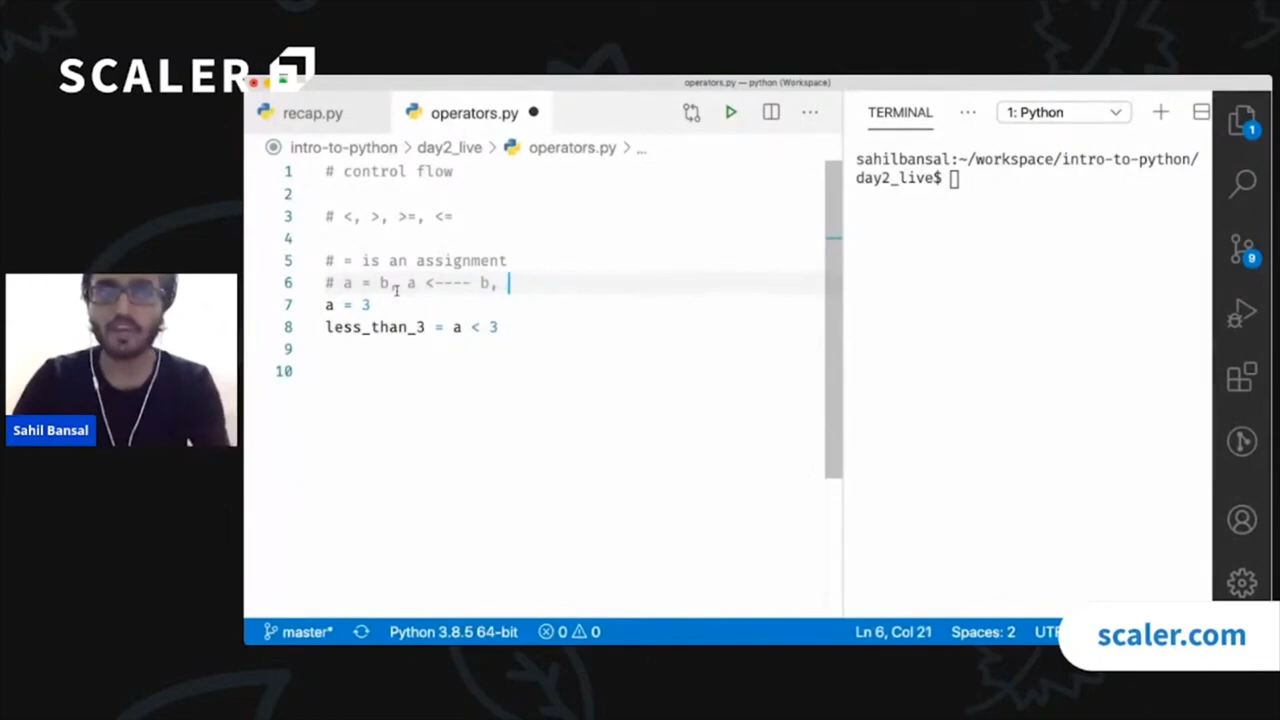 SCALER
operators.py — python (Workspace)
recap.py
operators.py
TERMINAL
1: Python
intro-to-python > day2_live > operators.py > ...
1 # control flow
2
3 # <, >, >=, <=
4
5 # = is an assignment
6 # a = b, a <---- b,
7 a = 3
8 less_than_3 = a < 3
9
10
sahilbansal:~/workspace/intro-to-python/
day2_live$
1
9
Sahil Bansal
master*
Python 3.8.5 64-bit
0
0
Ln 6, Col 21
Spaces: 2
UTF
scaler.com